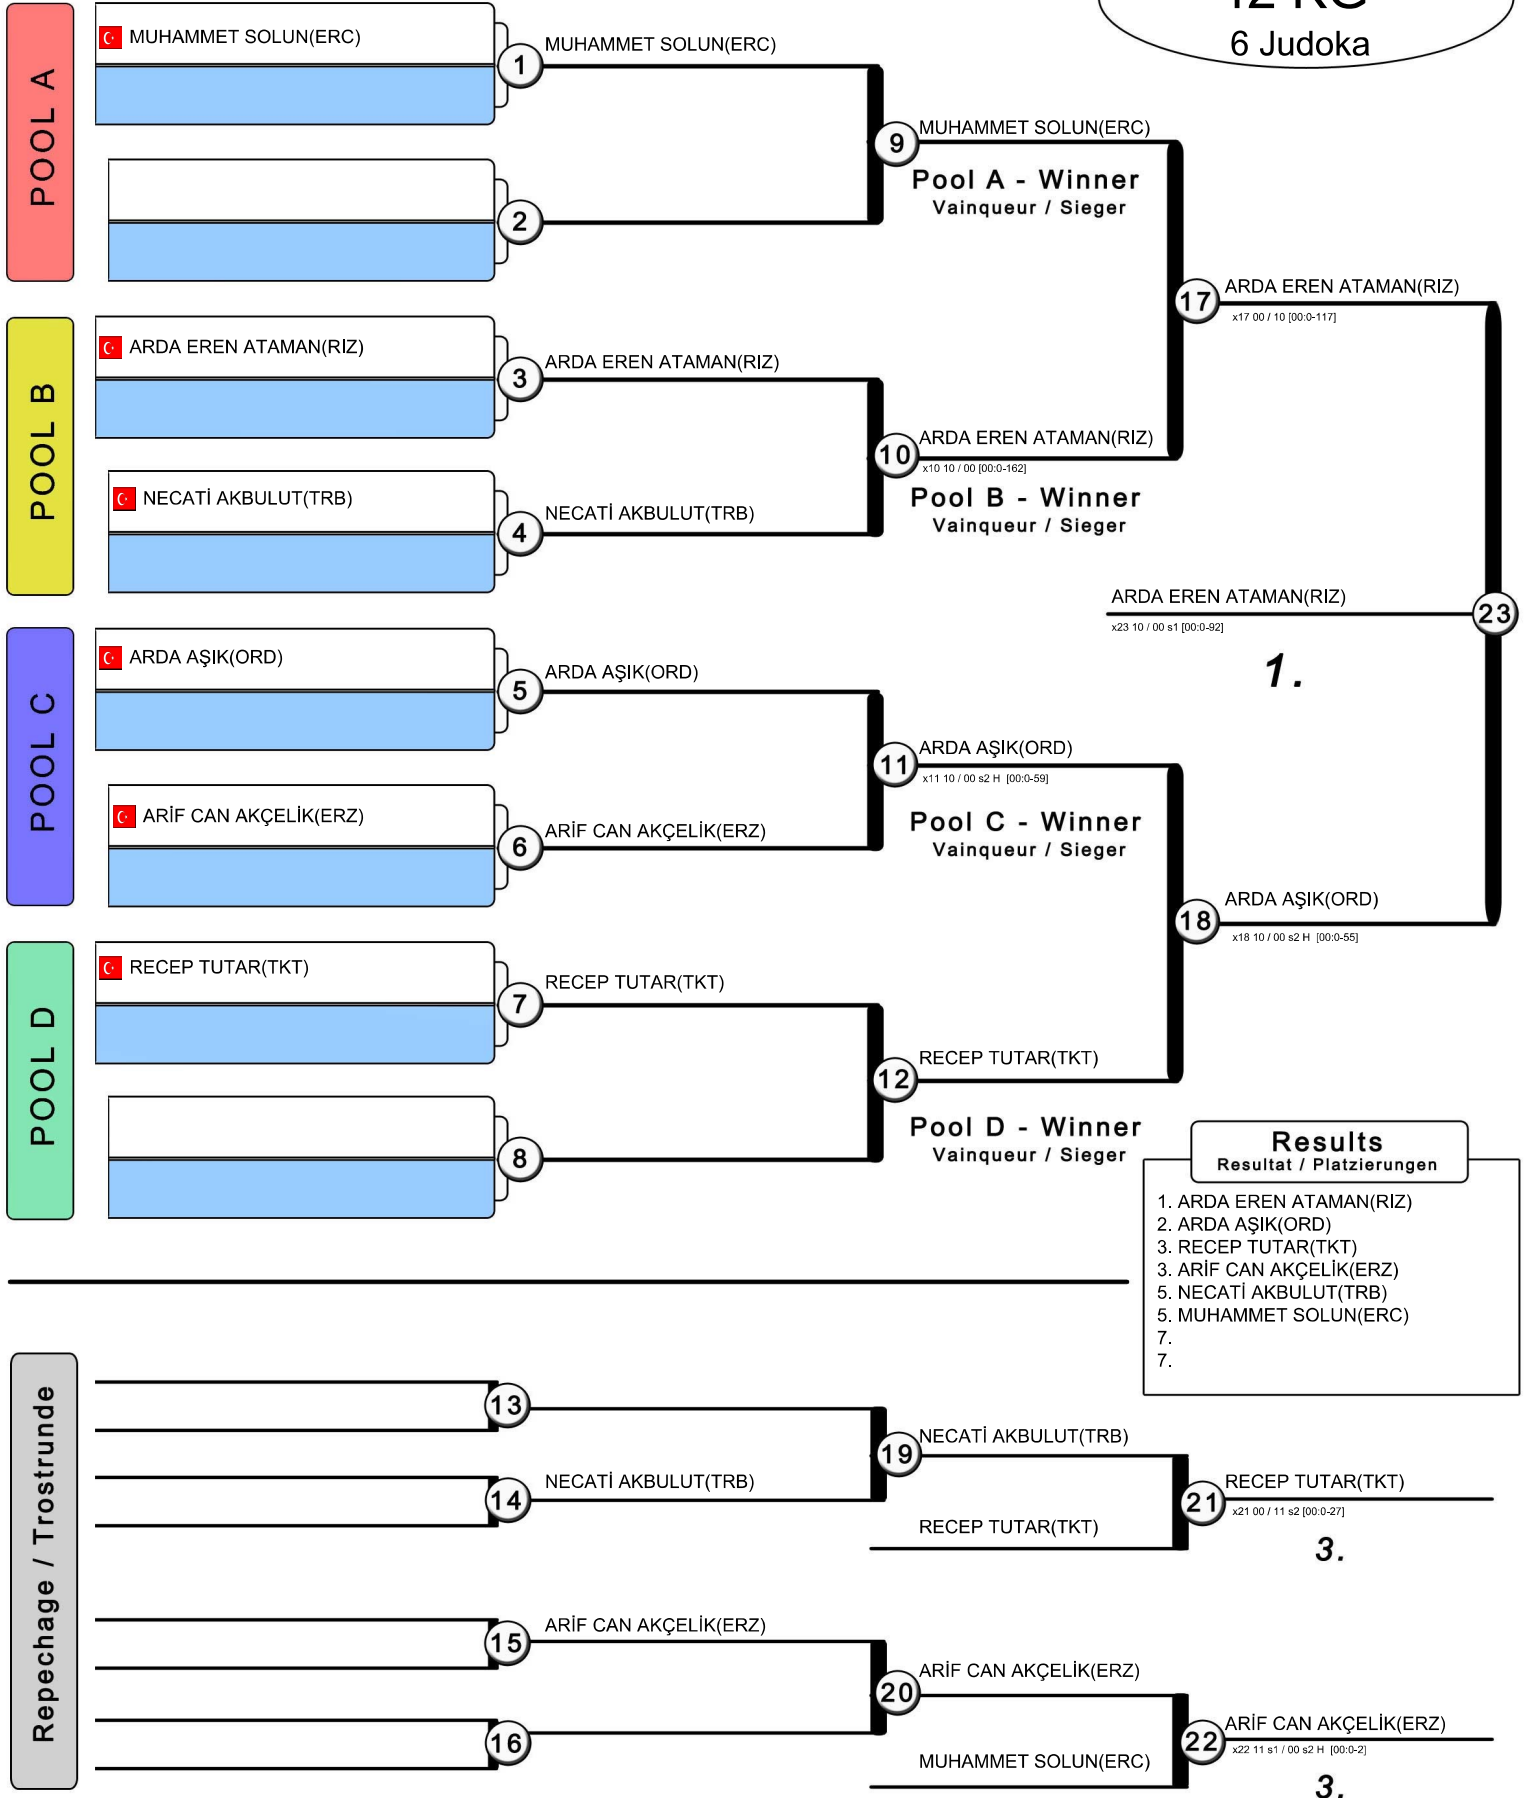 6 Judoka
POOL A
MUHAMMET SOLUN(ERC)
1
MUHAMMET SOLUN(ERC)
2
9
MUHAMMET SOLUN(ERC)
Pool A - Winner
Vainqueur / Sieger
17
ARDA EREN ATAMAN(RIZ)
x17 00 / 10 [00:0-117]
POOL B
ARDA EREN ATAMAN(RIZ)
3
ARDA EREN ATAMAN(RIZ)
NECATİ AKBULUT(TRB)
4
NECATİ AKBULUT(TRB)
10
ARDA EREN ATAMAN(RIZ)
x10 10 / 00 [00:0-162]
Pool B - Winner
Vainqueur / Sieger
ARDA EREN ATAMAN(RIZ)
x23 10 / 00 s1 [00:0-92]
23
1.
POOL C
ARDA AŞIK(ORD)
5
ARDA AŞIK(ORD)
ARİF CAN AKÇELİK(ERZ)
6
ARİF CAN AKÇELİK(ERZ)
11
ARDA AŞIK(ORD)
x11 10 / 00 s2 H [00:0-59]
Pool C - Winner
Vainqueur / Sieger
18
ARDA AŞIK(ORD)
x18 10 / 00 s2 H [00:0-55]
POOL D
RECEP TUTAR(TKT)
7
RECEP TUTAR(TKT)
8
12
RECEP TUTAR(TKT)
Pool D - Winner
Vainqueur / Sieger
Results
Resultat / Platzierungen
1. ARDA EREN ATAMAN(RIZ)
2. ARDA AŞIK(ORD)
3. RECEP TUTAR(TKT)
3. ARİF CAN AKÇELİK(ERZ)
5. NECATİ AKBULUT(TRB)
5. MUHAMMET SOLUN(ERC)
7.
7.
Repechage / Trostrunde
13
14
NECATİ AKBULUT(TRB)
19
NECATİ AKBULUT(TRB)
RECEP TUTAR(TKT)
21
RECEP TUTAR(TKT)
x21 00 / 11 s2 [00:0-27]
3.
15
ARİF CAN AKÇELİK(ERZ)
16
20
ARİF CAN AKÇELİK(ERZ)
MUHAMMET SOLUN(ERC)
22
ARİF CAN AKÇELİK(ERZ)
x22 11 s1 / 00 s2 H [00:0-2]
3.